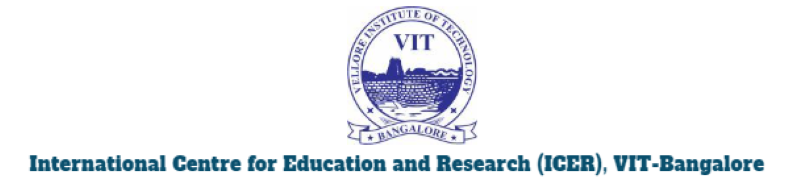 VELLORE INSTITUTE OF TECHNOLOGY
VIT
★ BANGALORE ★
International Centre for Education and Research (ICER), VIT-Bangalore